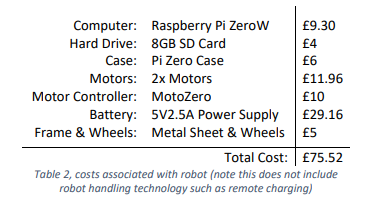 Computer: Raspberry Pi ZeroW £9.30
Hard Drive: 8GB SD Card £4
Case: Pi Zero Case £6
Motors: 2x Motors £11.96
Motor Controller: MotoZero £10
Battery: 5V2.5A Power Supply £29.16
Frame & Wheels: Metal Sheet & Wheels £5
Total Cost: £75.52
Table 2, costs associated with robot (note this does not include
robot handling technology such as remote charging)